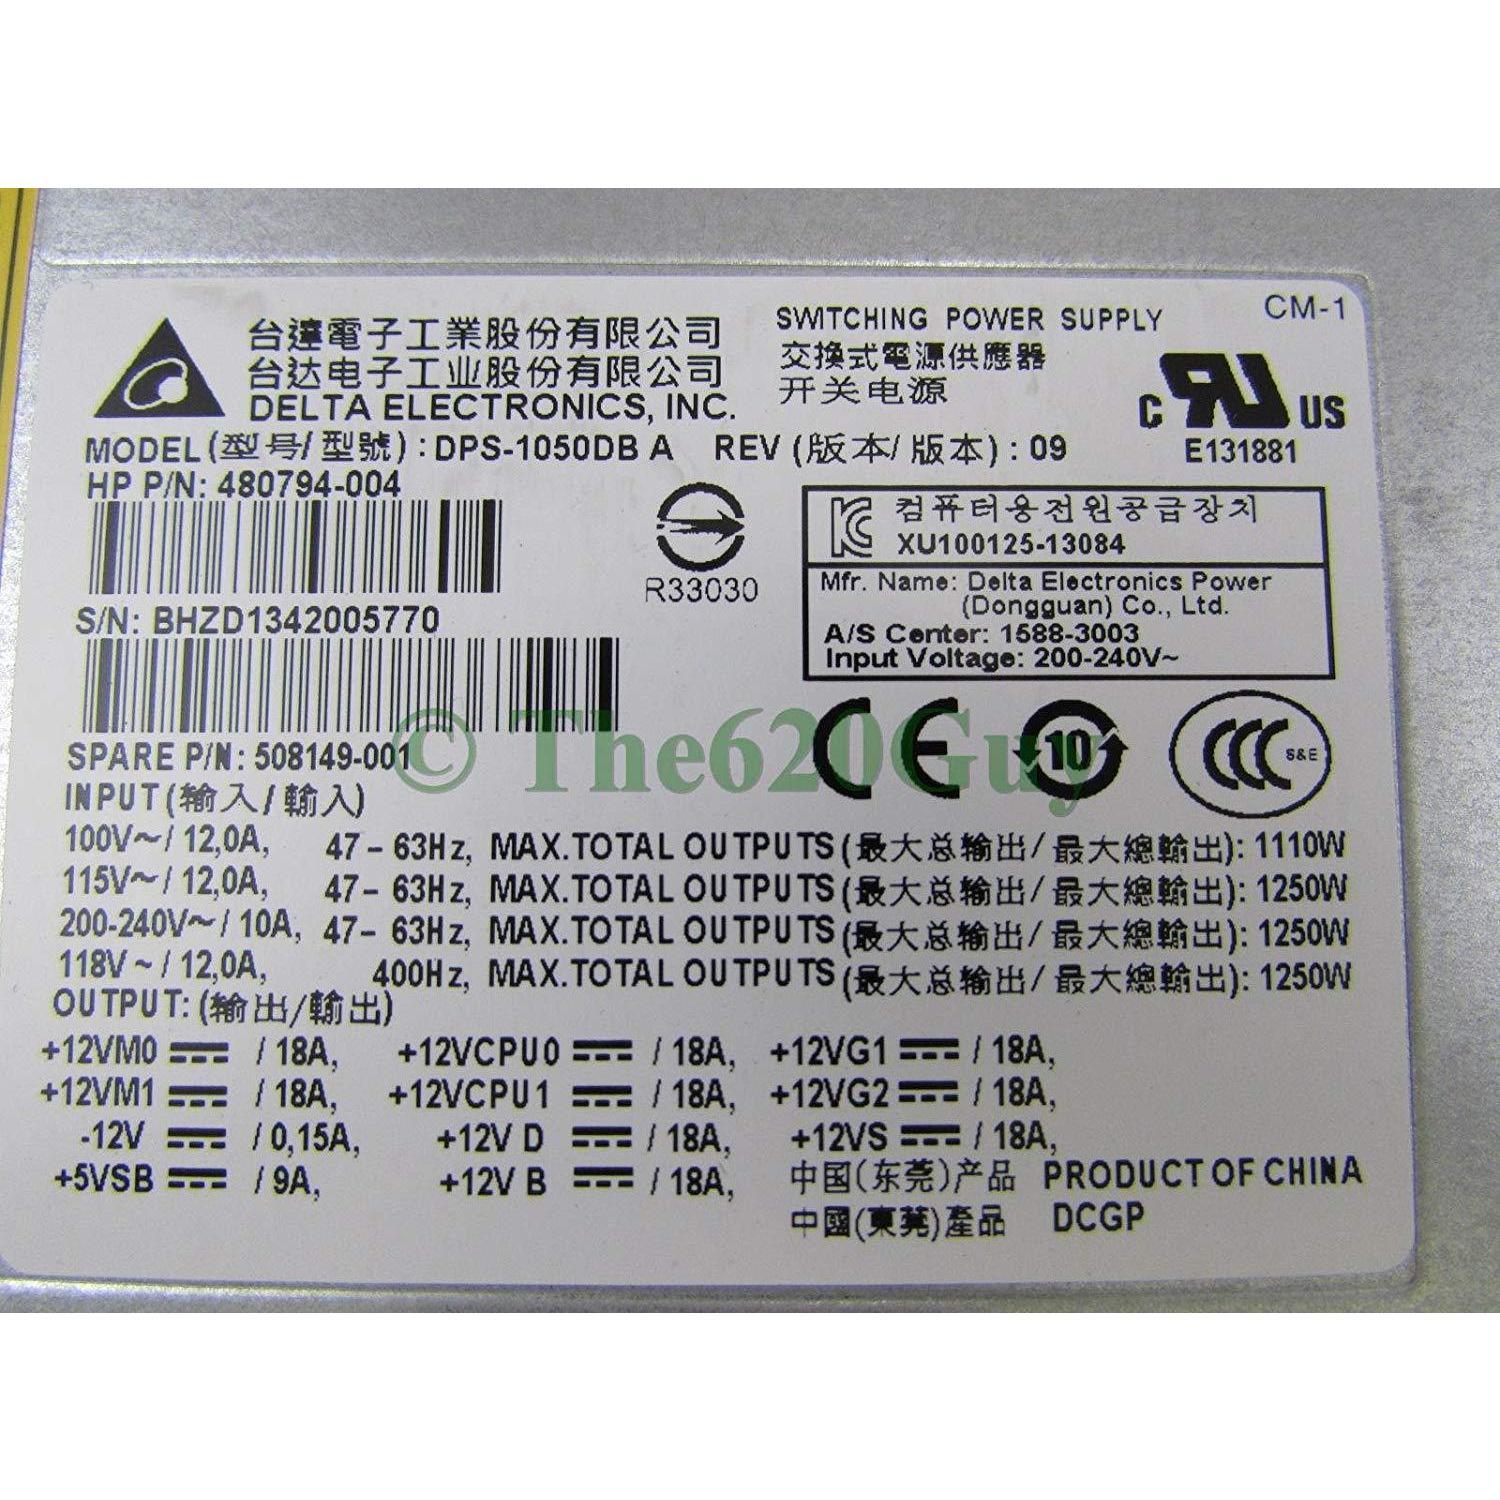 CM-1
台達電子工業股份有限公司
台达电子工业股份有限公司
DELTA ELECTRONICS, INC.
SWITCHING POWER SUPPLY
交換式電源供應器
开关电源
C RU US
E131881
MODEL (型号/型號) : DPS-1050DB A REV (版本/版本) : 09
HP P/N: 480794-004
R33030
컴퓨터용전원공급장치
XU100125-13084
Mfr. Name: Delta Electronics Power
(Dongguan) Co., Ltd.
A/S Center: 1588-3003
Input Voltage: 200-240V~
S/N: BHZD1342005770
© The620Guy
CE 10 CCC S&E
SPARE P/N: 508149-001
INPUT (输入/輸入)
100V~/ 12,0A, 47 – 63Hz, MAX.TOTAL OUTPUTS (最大总输出/ 最大總輸出): 1110W
115V~/ 12,0A, 47 – 63Hz, MAX.TOTAL OUTPUTS (最大总输出/ 最大總輸出): 1250W
200-240V~/ 10A, 47 – 63Hz, MAX.TOTAL OUTPUTS (最大总输出/ 最大總輸出): 1250W
118V ~/ 12,0A, 400Hz, MAX.TOTAL OUTPUTS (最大总输出/ 最大總輸出): 1250W
OUTPUT: (输出/輸出)
+12VM0 ⎓ / 18A, +12VCPU0 ⎓ / 18A, +12VG1 ⎓ / 18A,
+12VM1 ⎓ / 18A, +12VCPU1 ⎓ / 18A, +12VG2 ⎓ / 18A,
-12V ⎓ / 0,15A, +12V D ⎓ / 18A, +12VS ⎓ / 18A,
+5VSB ⎓ / 9A, +12V B ⎓ / 18A,
中国(东莞)产品 PRODUCT OF CHINA
中國(東莞)產品 DCGP